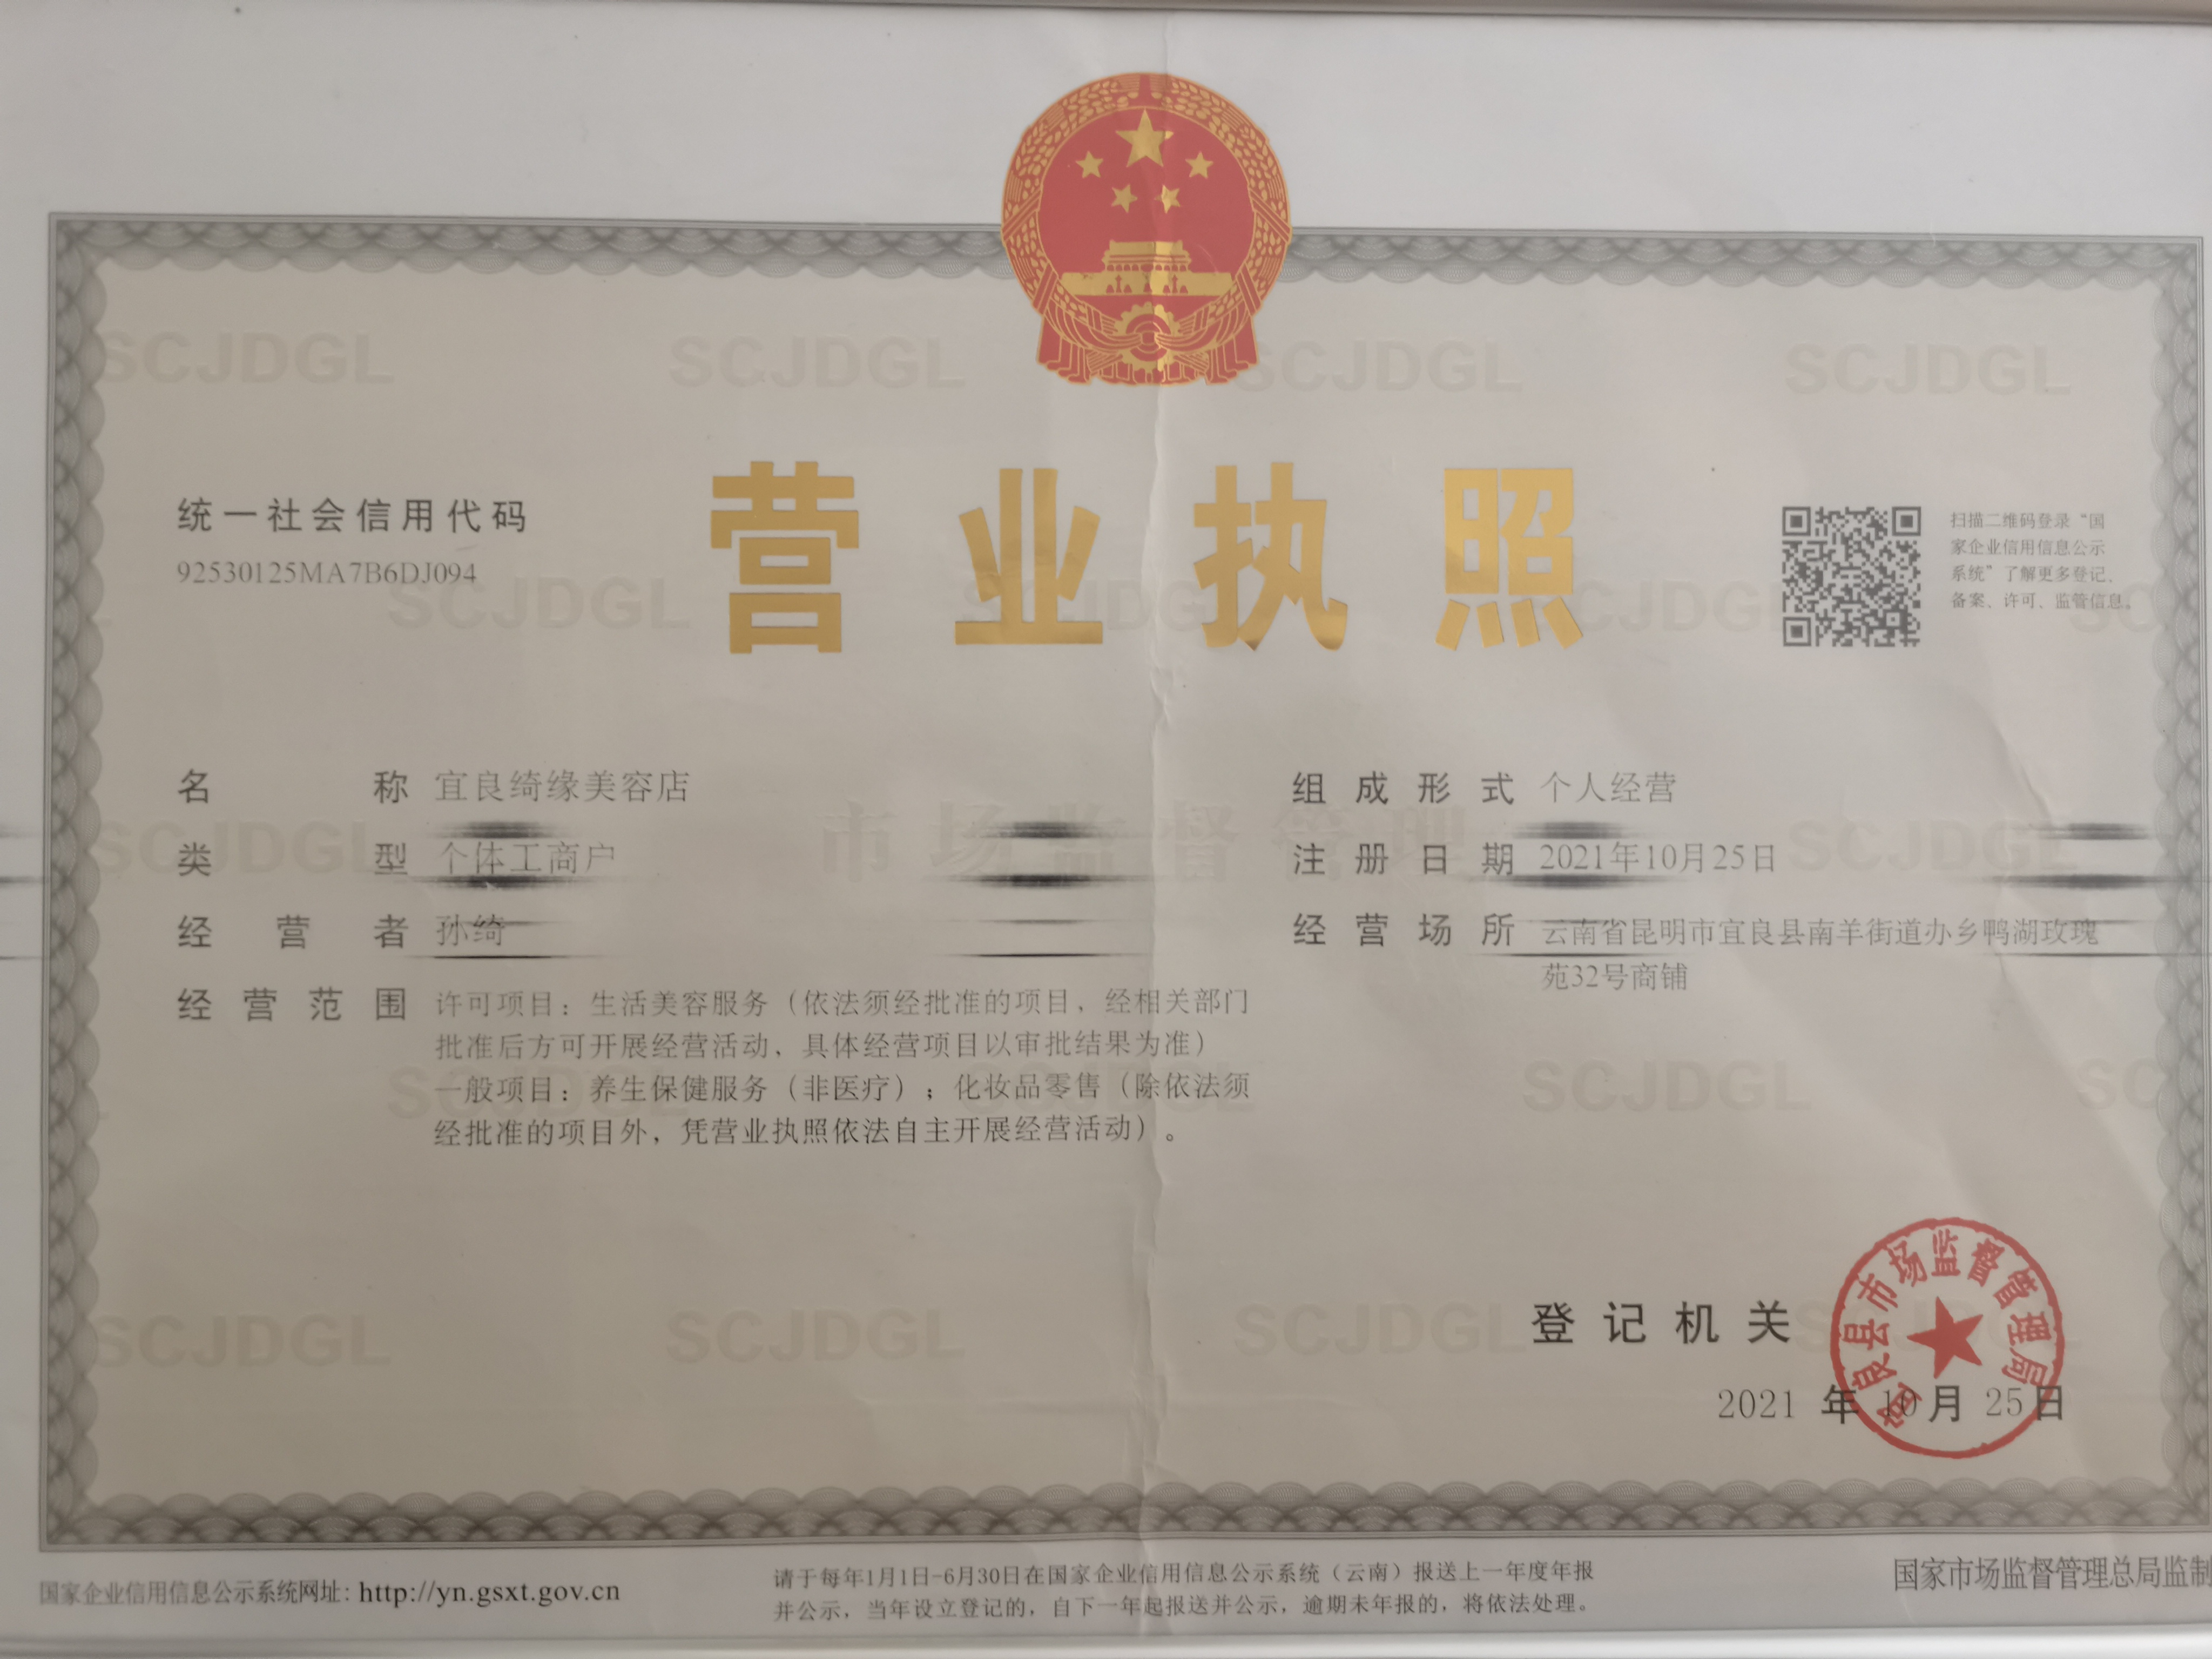 营业执照
统一社会信用代码
92530125MA7B6DJ094
扫描二维码登录“国
家企业信用信息公示
系统”了解更多登记、
备案、许可、监管信息。
名称 宜良绮缘美容店
类型 个体工商户
经营者 孙绮
经营范围 许可项目：生活美容服务（依法须经批准的项目，经相关部门
批准后方可开展经营活动，具体经营项目以审批结果为准）
一般项目：养生保健服务（非医疗）；化妆品零售（除依法须
经批准的项目外，凭营业执照依法自主开展经营活动）。
组成形式 个人经营
注册日期 2021年10月25日
经营场所 云南省昆明市宜良县南羊街道办乡鸭湖玫瑰
苑32号商铺
登记机关
宜良县市场监督管理局
2021 年 10 月 25 日
国家企业信用信息公示系统网址：http://yn.gsxt.gov.cn
请于每年1月1日-6月30日在国家企业信用信息公示系统（云南）报送上一年度年报
并公示，当年设立登记的，自下一年起报送并公示，逾期未年报的，将依法处理。
国家市场监督管理总局监制
SCJDGL
市场监督管理